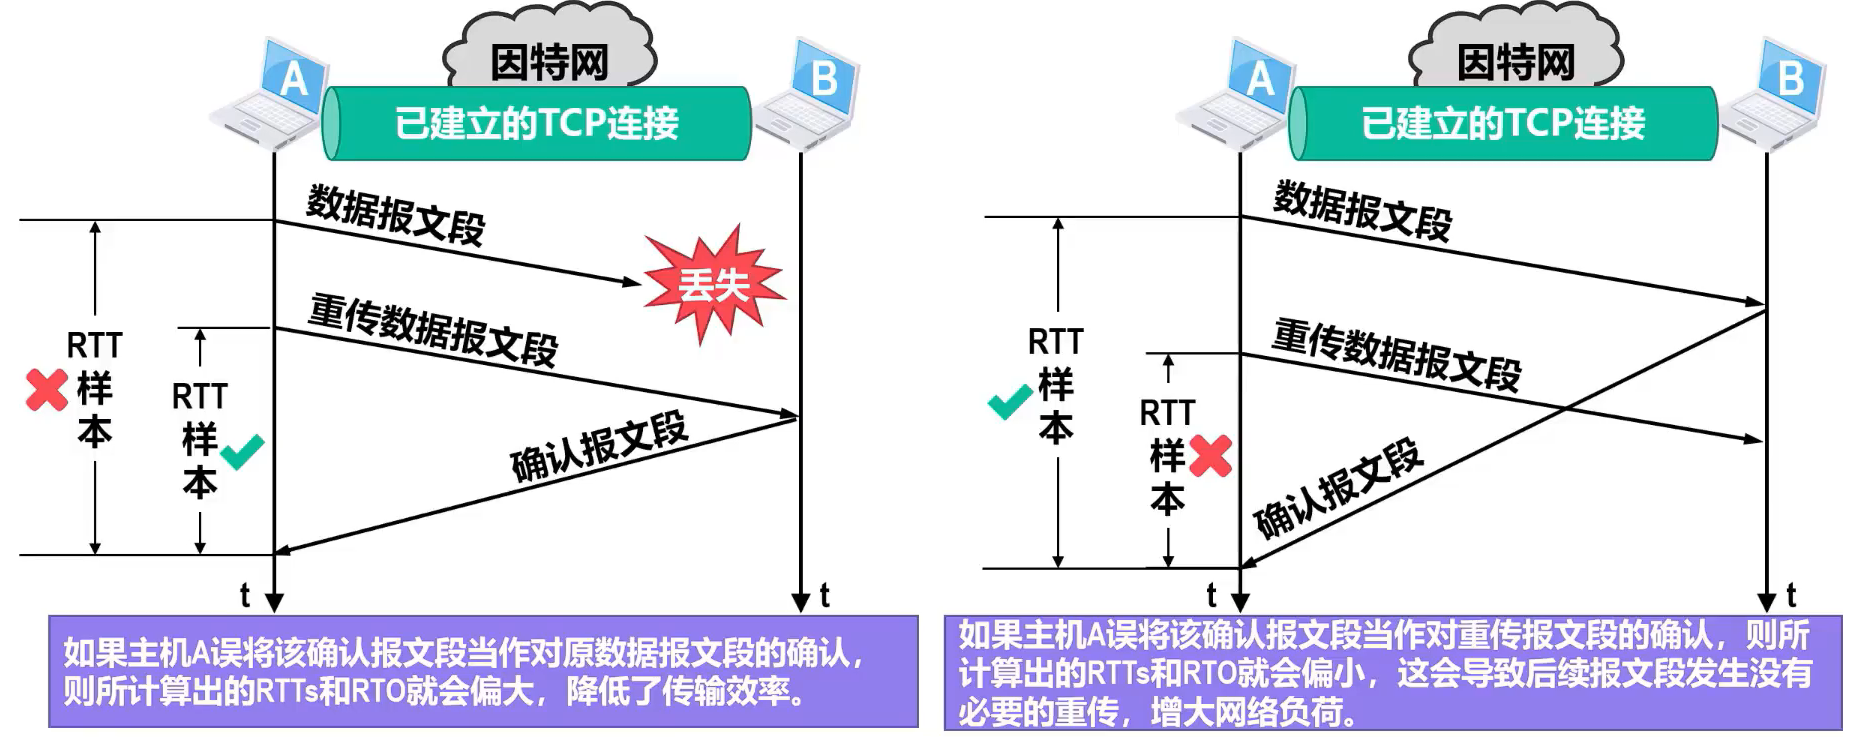 因特网
A
B
已建立的TCP连接
数据报文段
丢失
重传数据报文段
RTT
样
本
RTT
样
本
确认报文段
t
t
如果主机A误将该确认报文段当作对原数据报文段的确认，
则所计算出的RTTs和RTO就会偏大，降低了传输效率。
因特网
A
B
已建立的TCP连接
数据报文段
重传数据报文段
RTT
样
本
RTT
样
本
确认报文段
t
t
如果主机A误将该确认报文段当作对重传报文段的确认，则所
计算出的RTTs和RTO就会偏小，这会导致后续报文段发生没有
必要的重传，增大网络负荷。